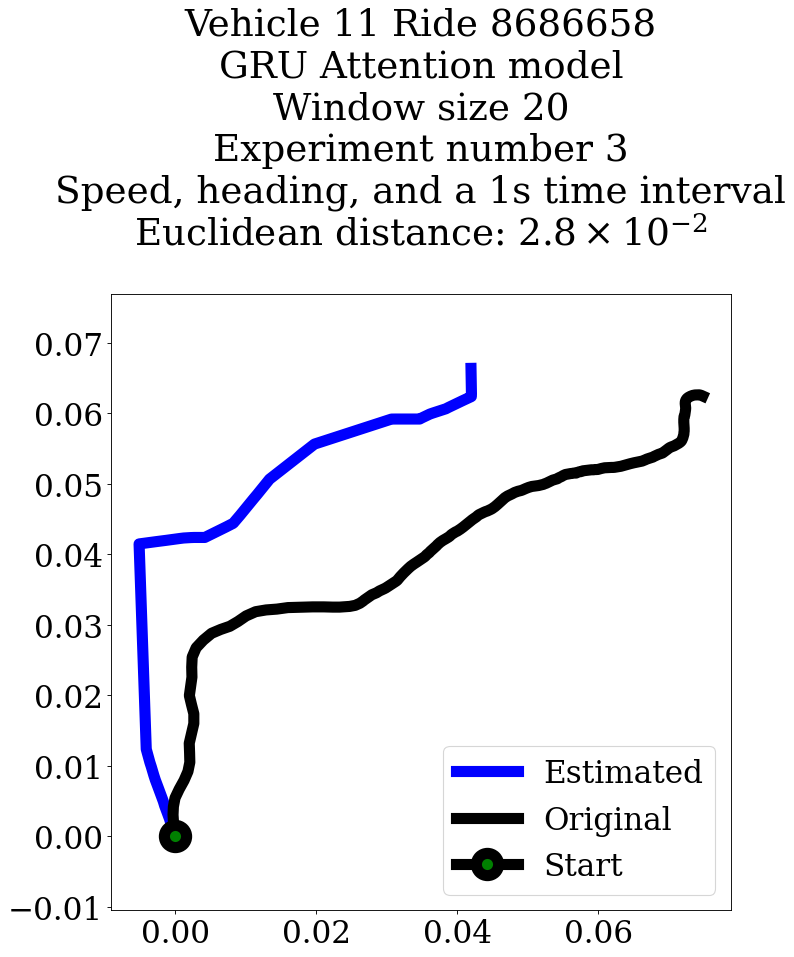 Vehicle 11 Ride 8686658
GRU Attention model
Window size 20
Experiment number 3
Speed, heading, and a 1s time interval
Euclidean distance: 2.8 × 10⁻²
0.07
0.06
0.05
0.04
0.03
0.02
0.01
0.00
−0.01
Estimated
Original
Start
0.00 0.02 0.04 0.06